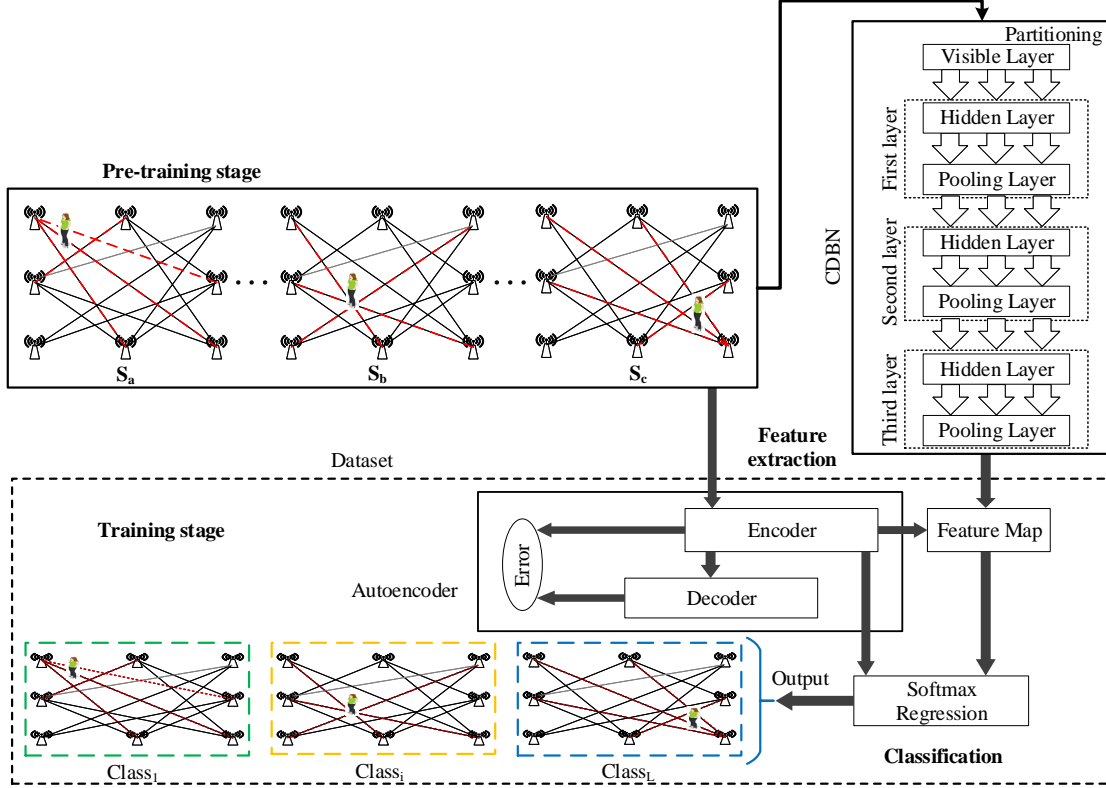 Partitioning
Visible Layer
First layer
Hidden Layer
Pooling Layer
CDBN
Second layer
Hidden Layer
Pooling Layer
Third layer
Hidden Layer
Pooling Layer
Pre-training stage
. . .
. . .
Sa
Sb
Sc
Feature
extraction
Dataset
Training stage
Autoencoder
Error
Encoder
Decoder
Feature Map
Output
Softmax
Regression
Classification
Class1
Classi
ClassL